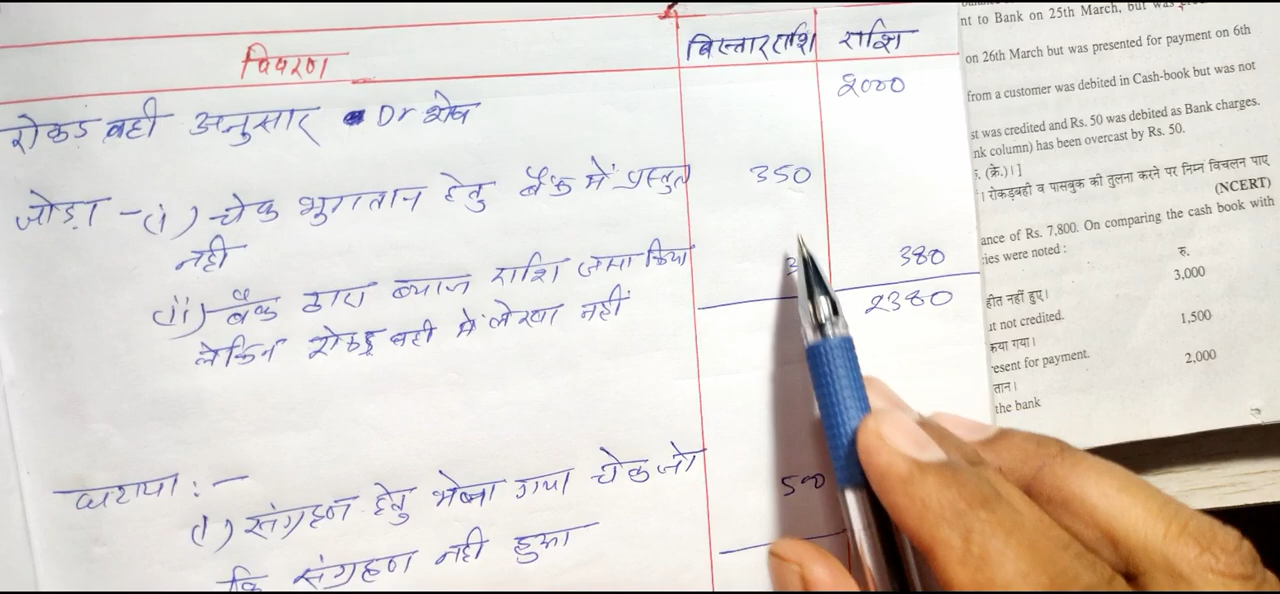 विवरण
विस्तार राशि राशि
रोकड़ वही अनुसार Dr शेष 2000
जोड़ा - (i) चेक भुगतान हेतु बैंक में प्रस्तुत 350
नही
(ii) बैंक द्वारा ब्याज राशि जमा किया 380
लेकिन रोकड़ वही में लेखा नहीं 2380
घटाया :-
(i) संग्रहण हेतु भेजा गया चेक जो 500
कि संग्रहण नही हुआ
nt to Bank on 25th March, but was
on 26th March but was presented for payment on 6th
from a customer was debited in Cash-book but was not
st was credited and Rs. 50 was debited as Bank charges.
nk column) has been overcast by Rs. 50.
रु. (क्रे.)।]
। रोकड़बही व पासबुक की तुलना करने पर निम्न विचलन पाए
(NCERT)
ance of Rs. 7,800. On comparing the cash book with
ies were noted :
रु.
3,000
हीत नहीं हुए।
ut not credited. 1,500
कया गया।
esent for payment. 2,000
तान।
the bank